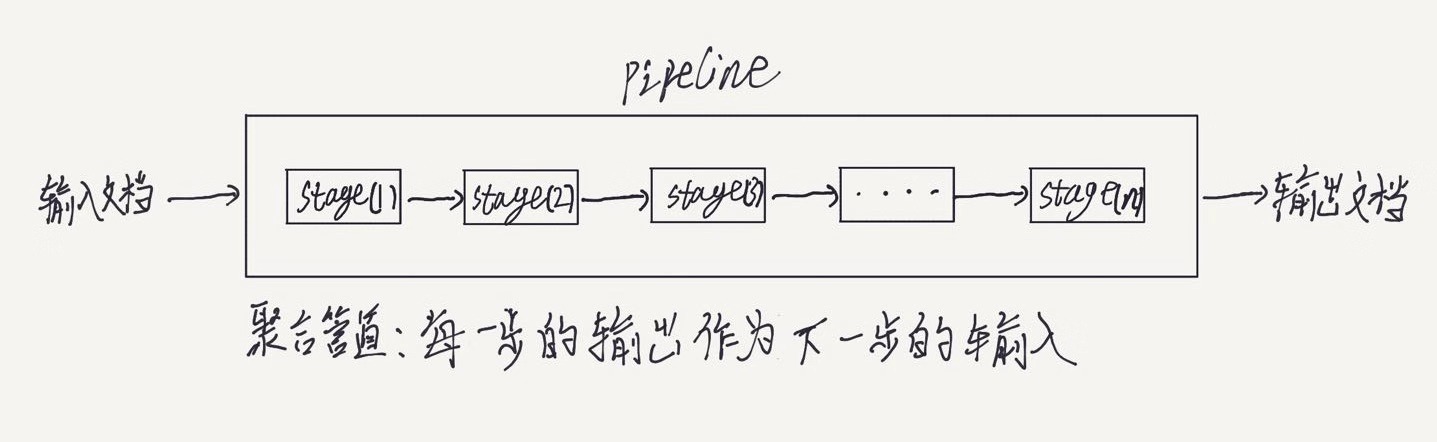 pipeline
输入文档
stage(1)
stage(2)
stage(3)
····
stage(n)
输出文档
聚合管道:每一步的输出作为下一步的输入